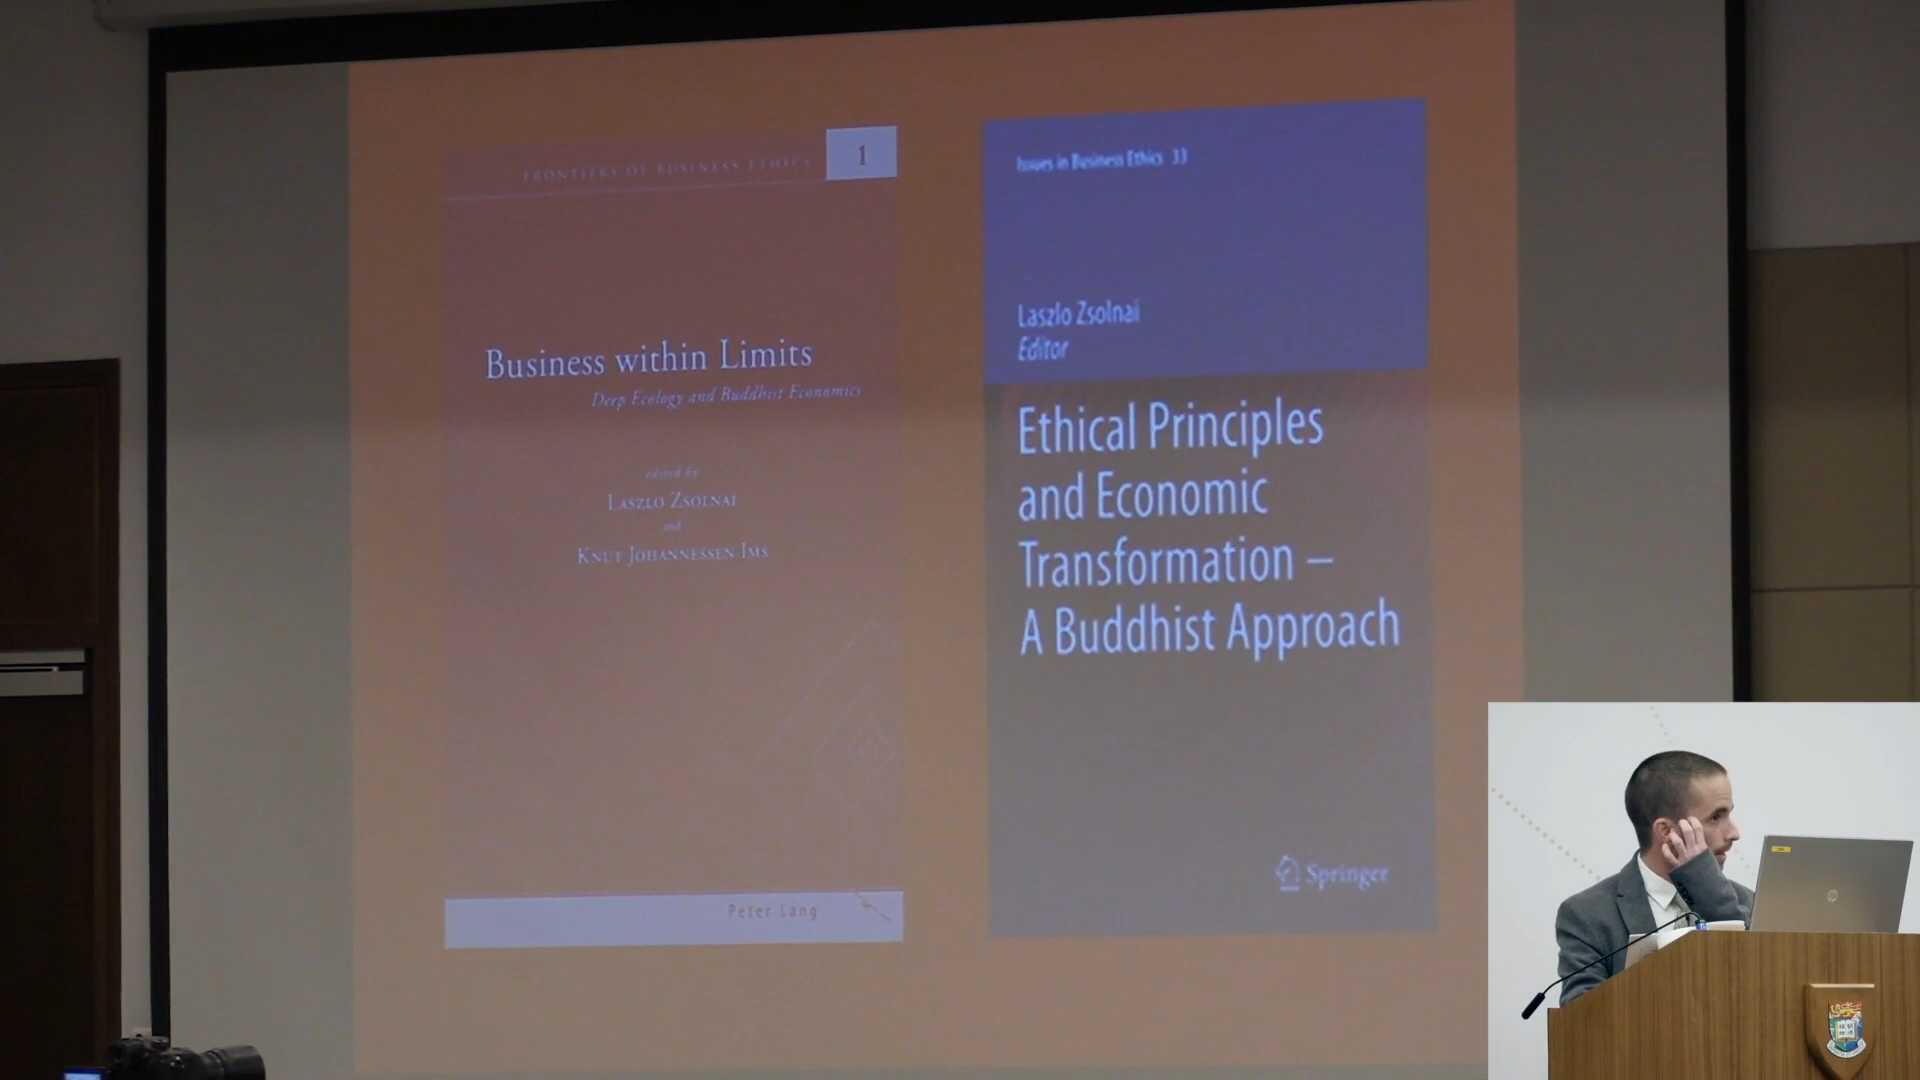 FRONTIERS OF BUSINESS ETHICS
1
Business within Limits
Deep Ecology and Buddhist Economics
edited by
LASZLO ZSOLNAI
and
KNUT JOHANNESSEN IMS
Peter Lang
Issues in Business Ethics 33
Laszlo Zsolnai
Editor
Ethical Principles
and Economic
Transformation –
A Buddhist Approach
Springer
hp